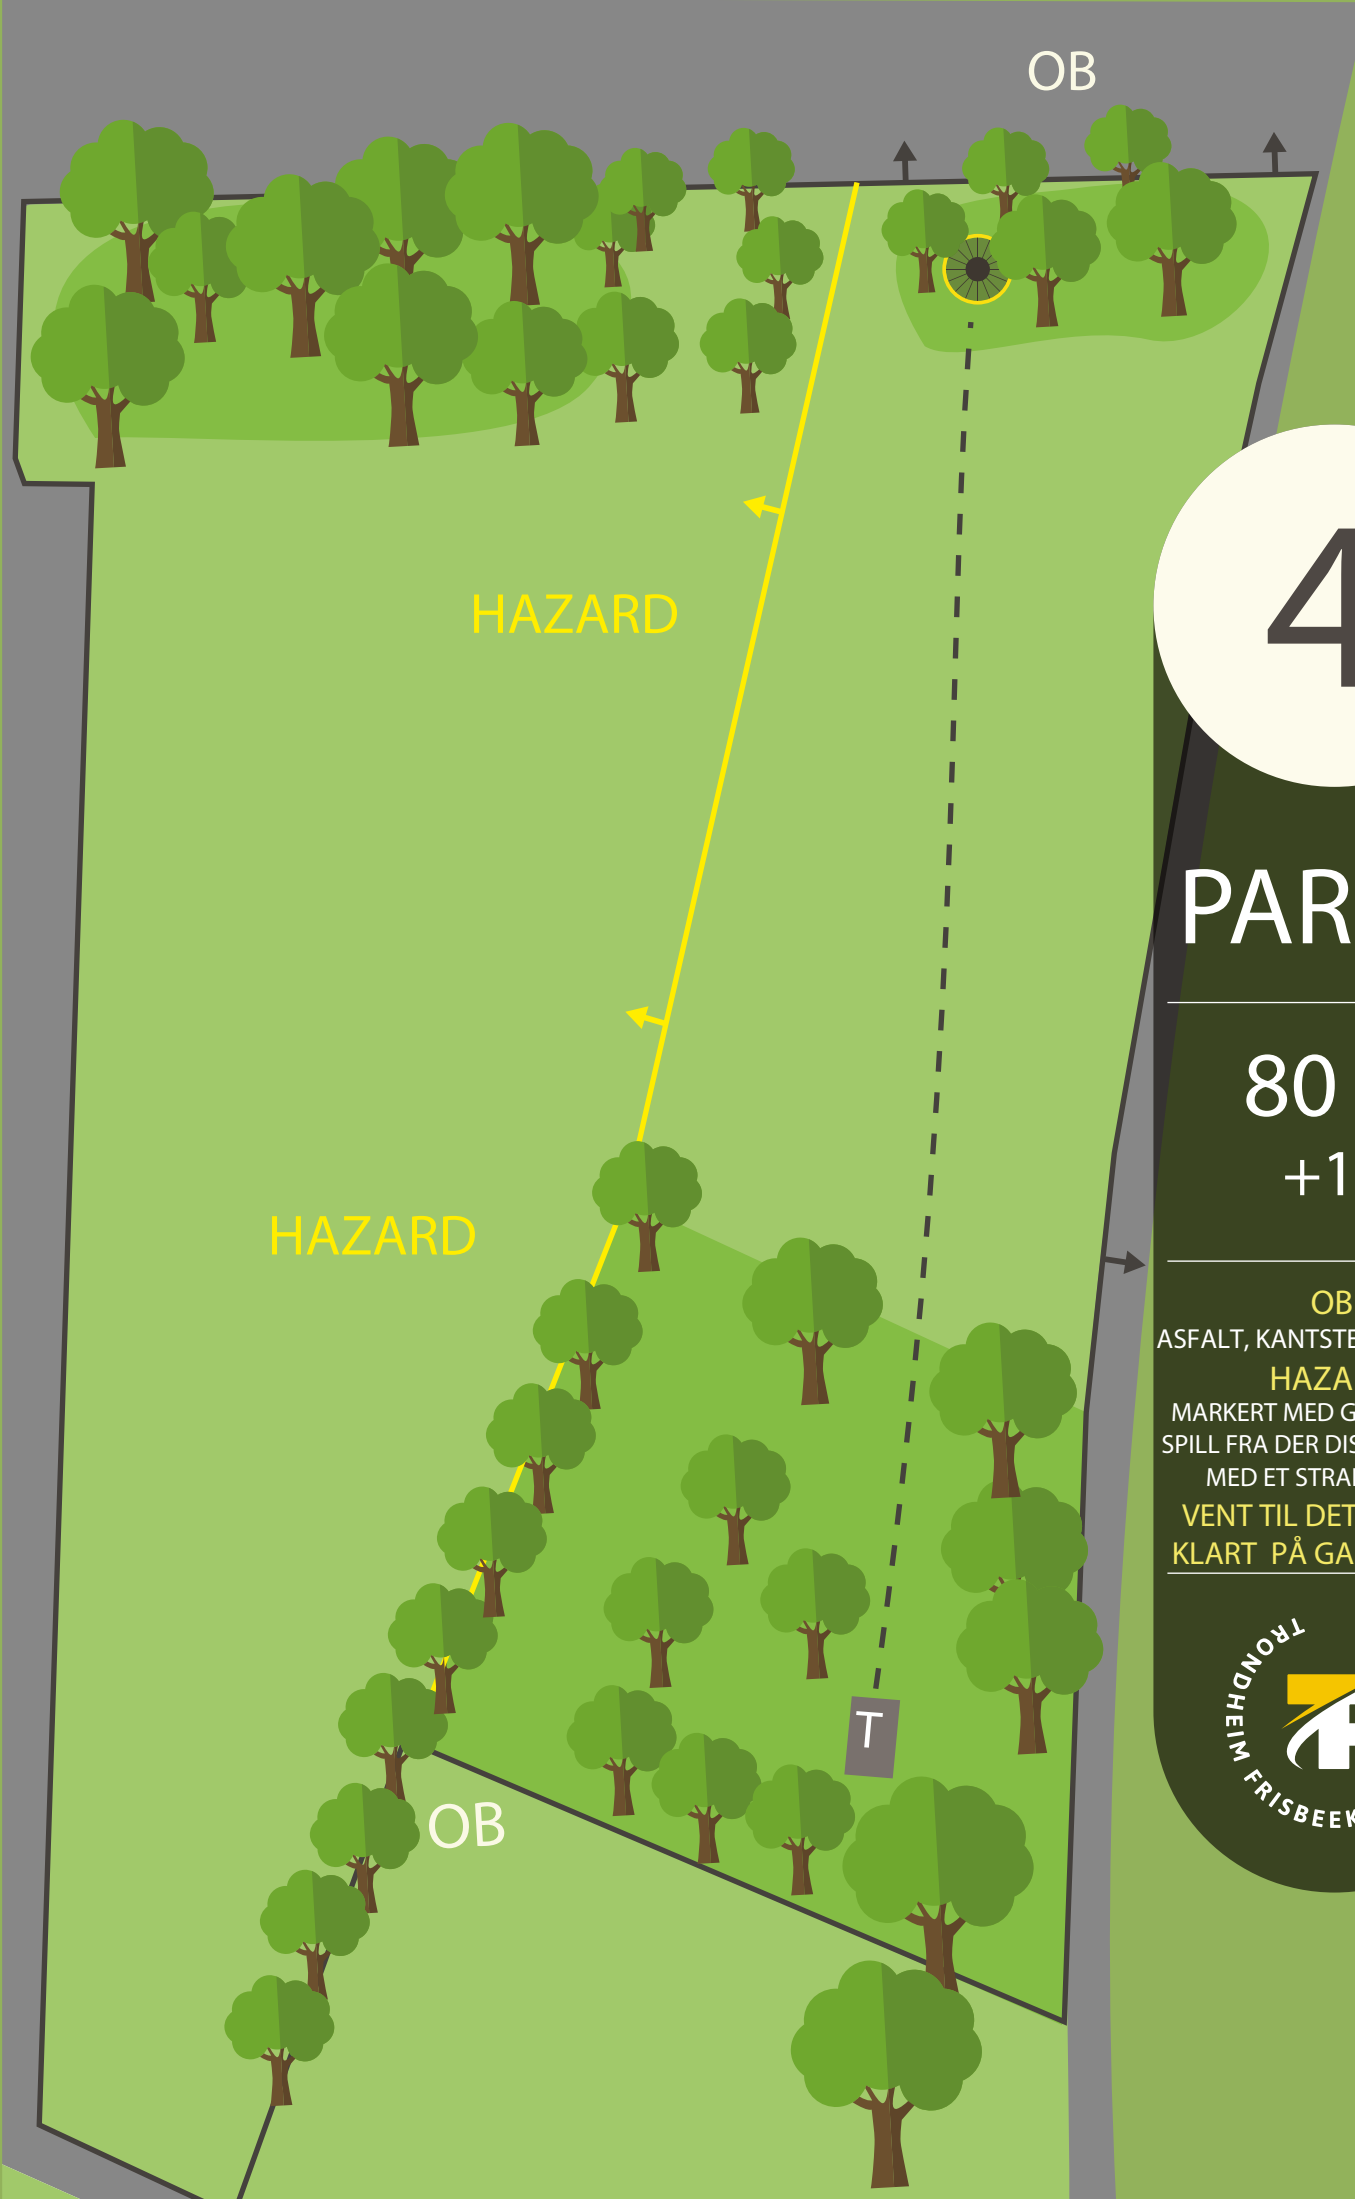 OB
HAZARD
HAZARD
OB
T
4
PAR
80
+1
OB
ASFALT, KANTSTE
HAZA
MARKERT MED G
SPILL FRA DER DIS
MED ET STRA
VENT TIL DET
KLART PÅ GA
TRONDHEIM FRISBEEK